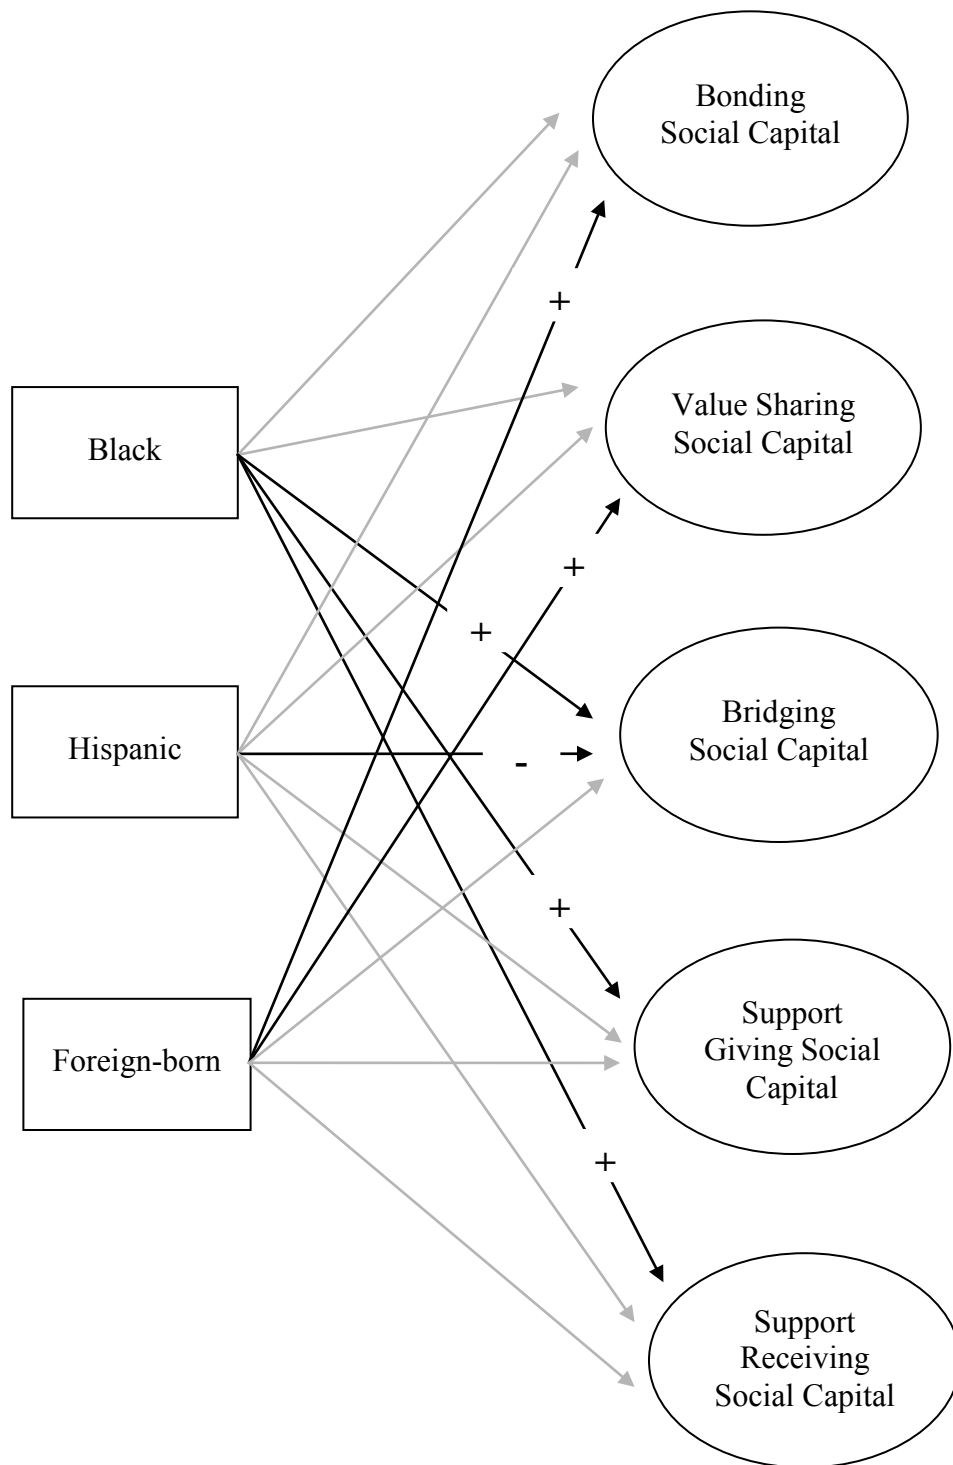 Bonding
Social Capital
+
Value Sharing
Social Capital
Black
+
+
Bridging
Social Capital
Hispanic
-
+
Support
Giving Social
Capital
Foreign-born
+
Support
Receiving
Social Capital